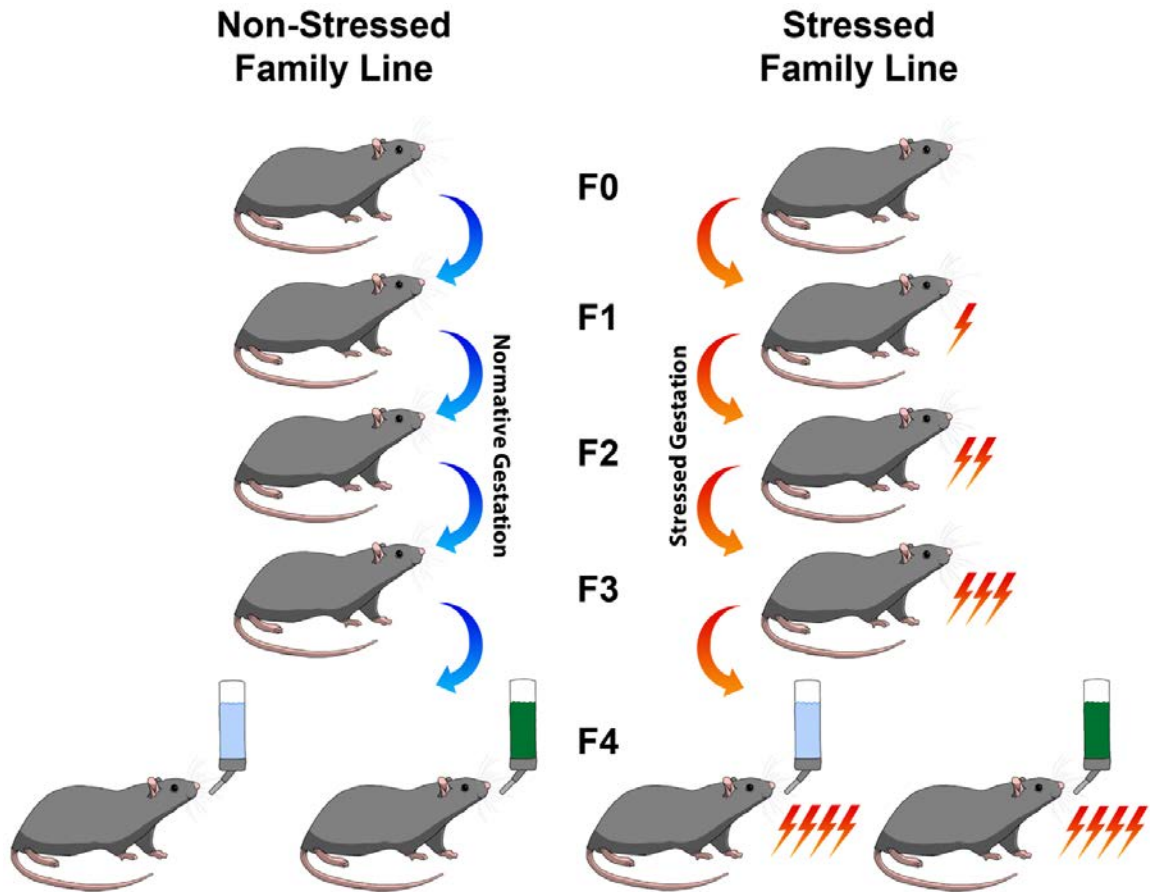 Non-Stressed
Family Line
Stressed
Family Line
F0
F1
Normative Gestation
Stressed Gestation
F2
F3
F4